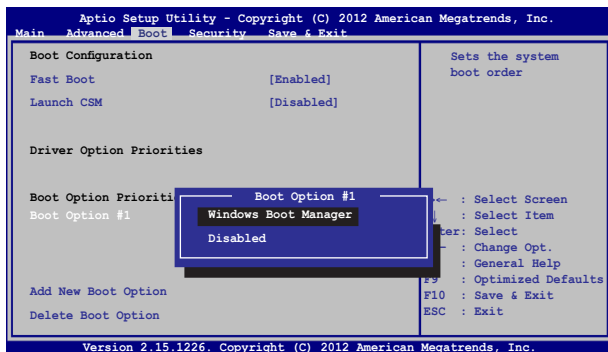 Aptio Setup Utility - Copyright (C) 2012 American Megatrends, Inc.
Main Advanced Boot Security Save & Exit
Boot Configuration
Fast Boot [Enabled]
Launch CSM [Disabled]
Driver Option Priorities
Boot Option Prioriti
Boot Option #1
Boot Option #1
Windows Boot Manager
Disabled
Add New Boot Option
Delete Boot Option
Sets the system
boot order
→← : Select Screen
: Select Item
ter: Select
: Change Opt.
: General Help
F9 : Optimized Defaults
F10 : Save & Exit
ESC : Exit
Version 2.15.1226. Copyright (C) 2012 American Megatrends, Inc.